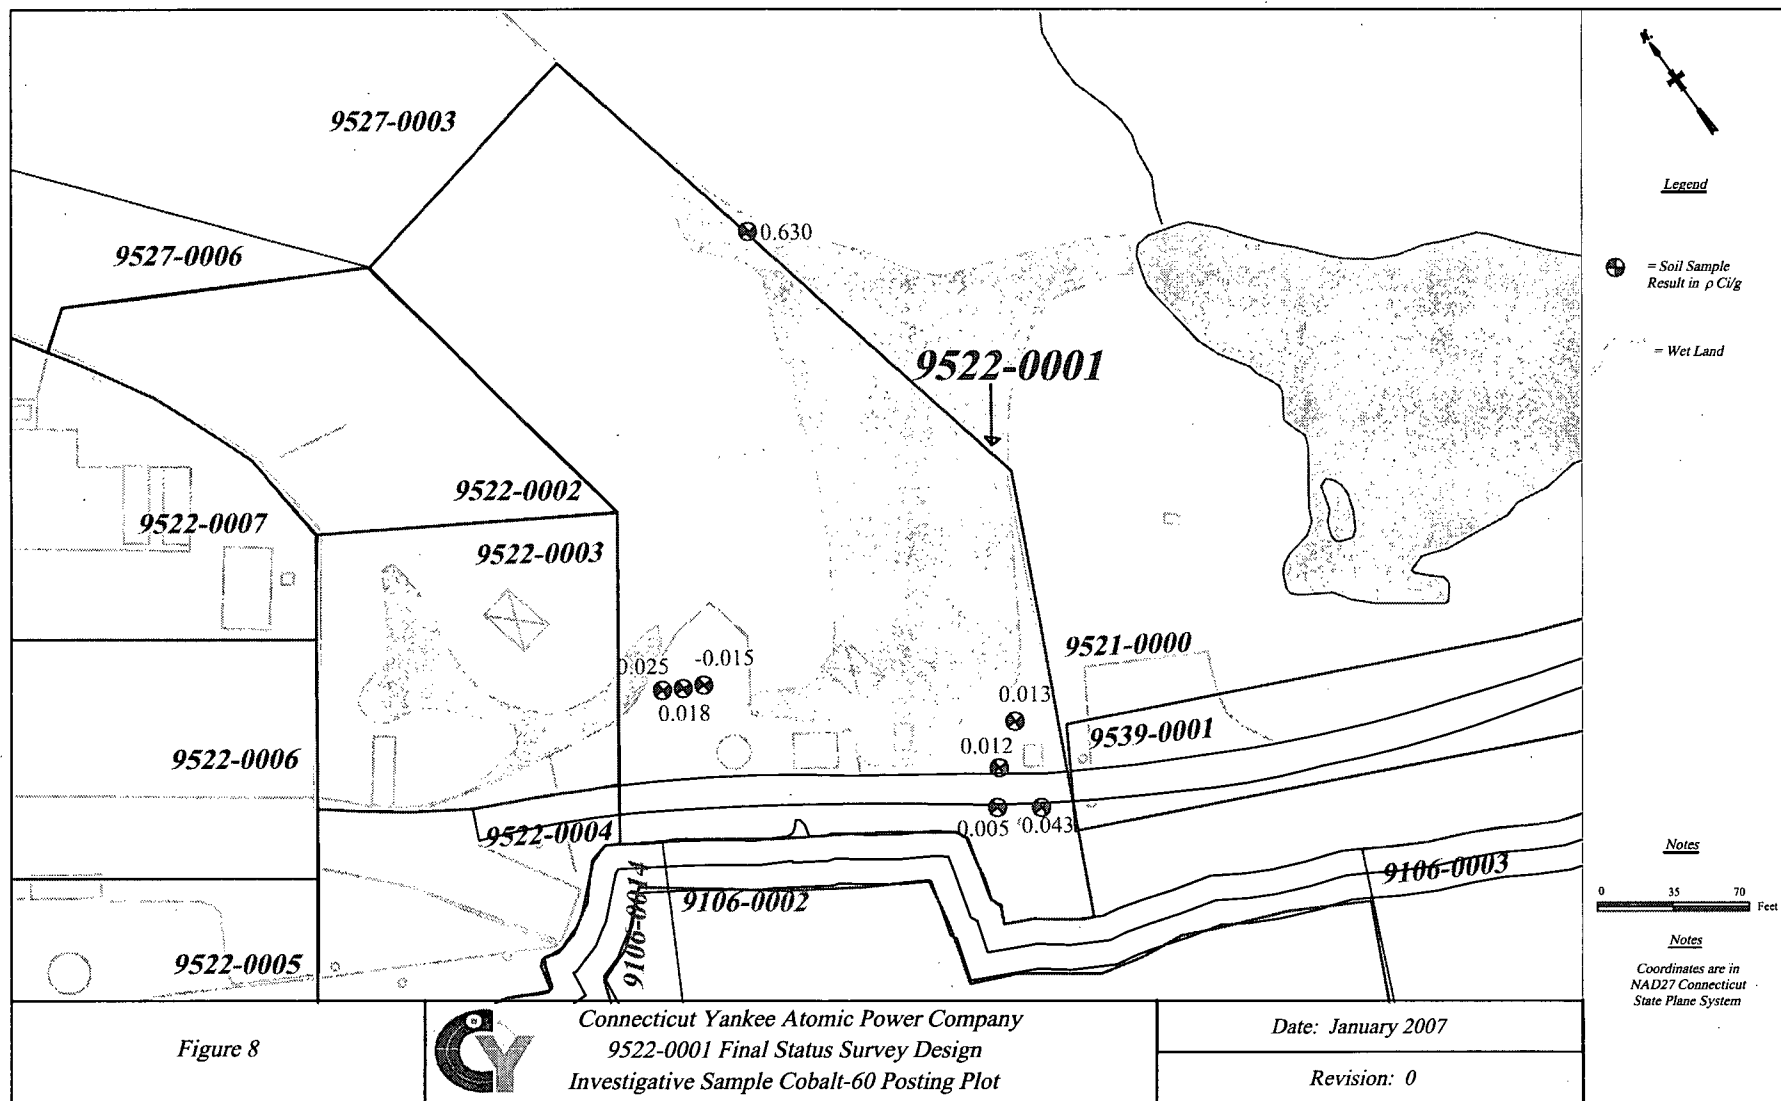 9527-0003
9527-0006
0.630
9522-0001
9522-0002
9522-0007
9522-0003
0.025
-0.015
0.018
9521-0000
0.013
9539-0001
0.012
9522-0006
0.005
0.043
9522-0004
9106-0014
9106-0002
9106-0003
9522-0005
N.
Legend
= Soil Sample
Result in ρ Ci/g
= Wet Land
Notes
0 35 70
Feet
Notes
Coordinates are in
NAD27 Connecticut
State Plane System
Figure 8
CY
Connecticut Yankee Atomic Power Company
9522-0001 Final Status Survey Design
Investigative Sample Cobalt-60 Posting Plot
Date: January 2007
Revision: 0